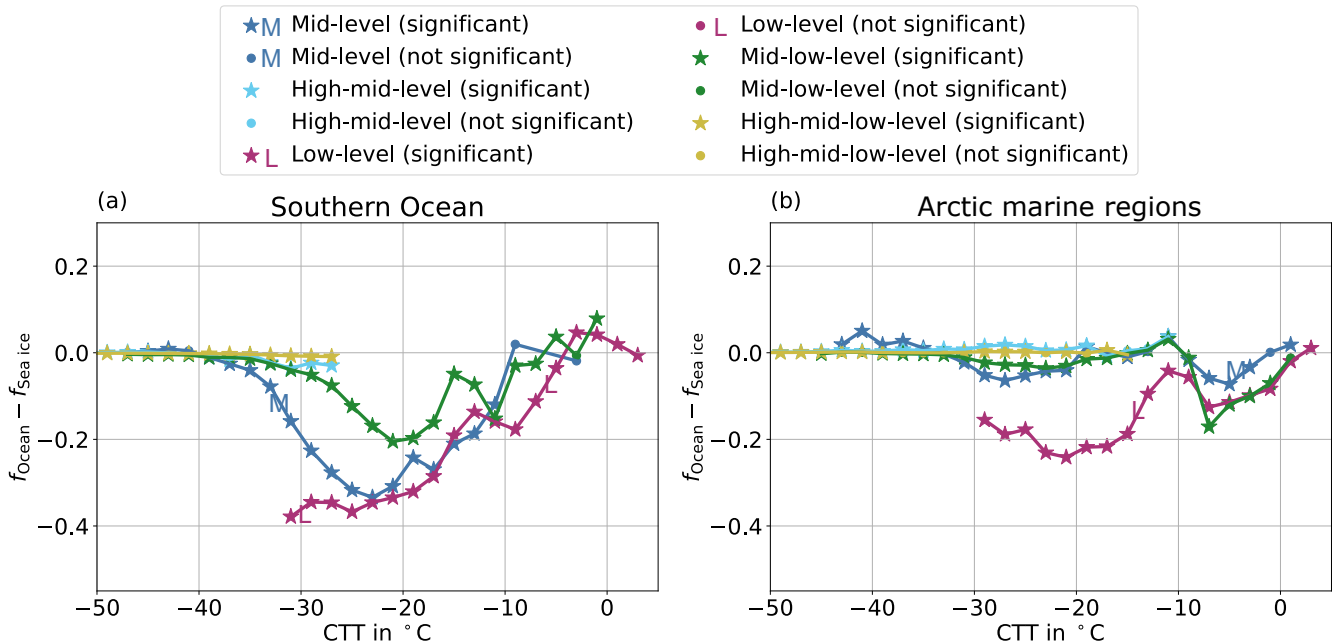 M Mid-level (significant)
M Mid-level (not significant)
High-mid-level (significant)
High-mid-level (not significant)
L Low-level (significant)
L Low-level (not significant)
Mid-low-level (significant)
Mid-low-level (not significant)
High-mid-low-level (significant)
High-mid-low-level (not significant)
(a)
Southern Ocean
f_Ocean − f_Sea ice
0.2
0.0
−0.2
−0.4
M
L
L
−50 −40 −30 −20 −10 0
CTT in °C
(b)
Arctic marine regions
f_Ocean − f_Sea ice
0.2
0.0
−0.2
−0.4
M
L
−50 −40 −30 −20 −10 0
CTT in °C